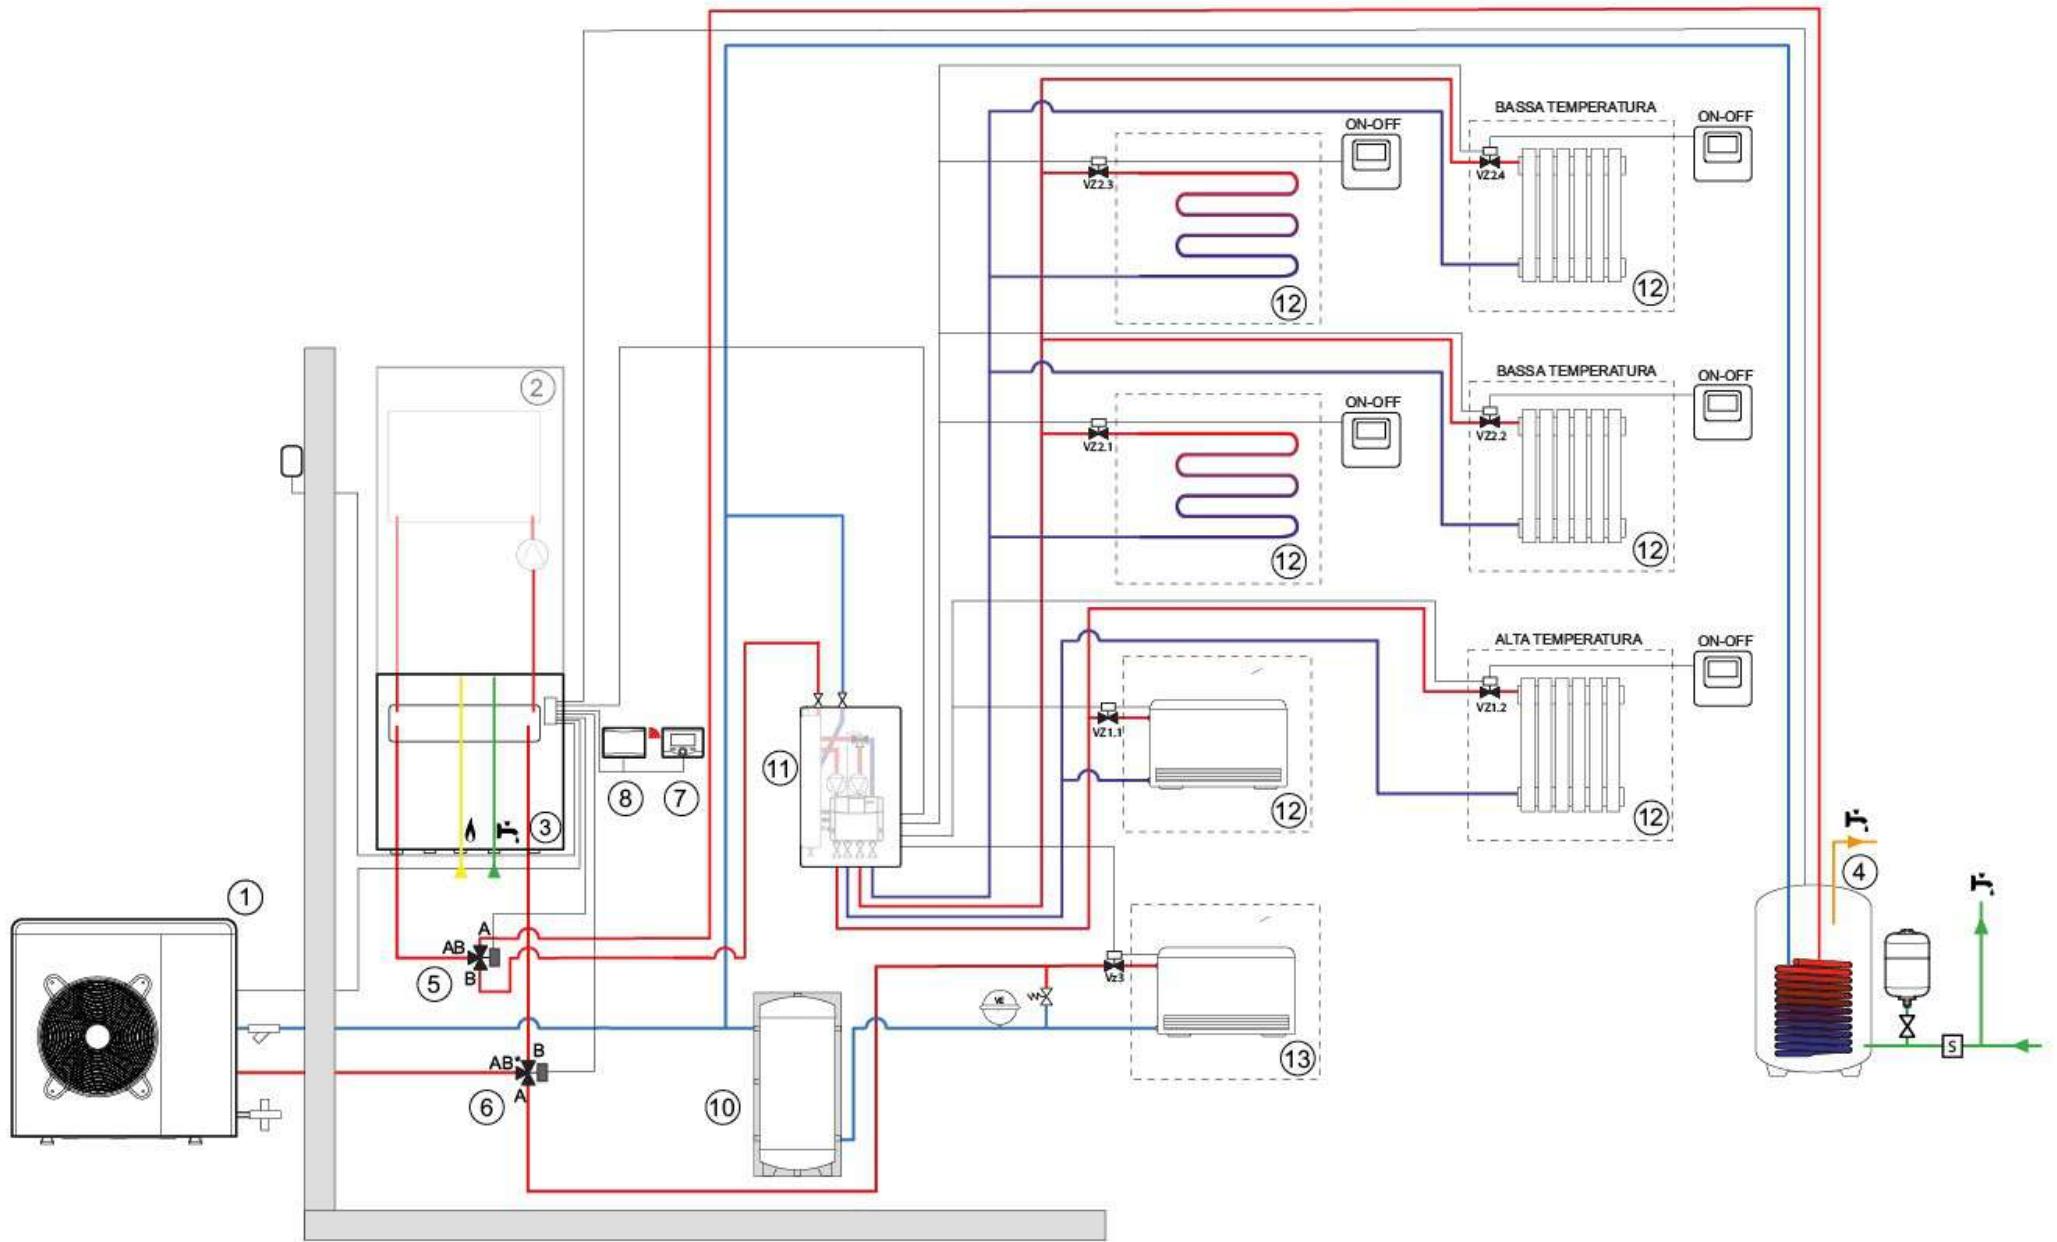 BASSA TEMPERATURA
ON-OFF
ON-OFF
VZ2.3
VZ2.4
12
12
2
BASSA TEMPERATURA
ON-OFF
ON-OFF
VZ2.1
VZ2.2
12
12
ALTA TEMPERATURA
ON-OFF
VZ1.1
VZ1.2
11
8
7
12
12
3
4
1
A
AB
B
5
Vz3
VE
S
13
B
AB*
A
6
10